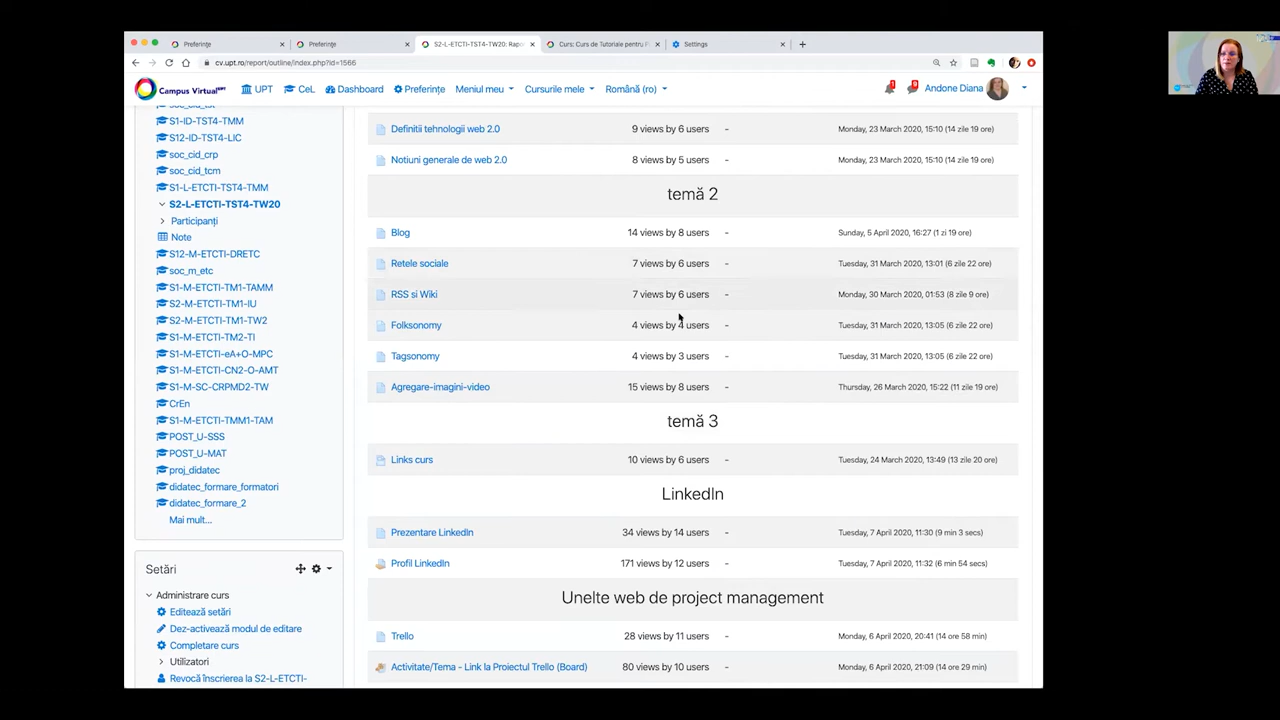 Preferințe
Preferințe
S2-L-ETCTI-TST4-TW20: Rap
Curs: Curs de Tutoriale pentru P
Settings
cv.upt.ro/report/outline/index.php?id=1566
Campus Virtual UPT
UPT
CeL
Dashboard
Preferințe
Meniul meu
Cursurile mele
Română (ro)
Andone Diana
soc_cid_tst
S1-ID-TST4-TMM
S12-ID-TST4-LIC
soc_cid_crp
soc_cid_tcm
S1-L-ETCTI-TST4-TMM
S2-L-ETCTI-TST4-TW20
Participanți
Note
S12-M-ETCTI-DRETC
soc_m_etc
S1-M-ETCTI-TM1-TAMM
S2-M-ETCTI-TM1-IU
S2-M-ETCTI-TM1-TW2
S1-M-ETCTI-TM2-TI
S1-M-ETCTI-eA+O-MPC
S1-M-ETCTI-CN2-O-AMT
S1-M-SC-CRPMD2-TW
CrEn
S1-M-ETCTI-TMM1-TAM
POST_U-SSS
POST_U-MAT
proj_didatec
didatec_formare_formatori
didatec_formare_2
Mai mult...
Setări
Administrare curs
Editează setări
Dez-activează modul de editare
Completare curs
Utilizatori
Revocă înscrierea la S2-L-ETCTI-
Definitii tehnologii web 2.0 9 views by 6 users - Monday, 23 March 2020, 15:10 (14 zile 19 ore)
Notiuni generale de web 2.0 8 views by 5 users - Monday, 23 March 2020, 15:10 (14 zile 19 ore)
temă 2
Blog 14 views by 8 users - Sunday, 5 April 2020, 16:27 (1 zi 19 ore)
Retele sociale 7 views by 6 users - Tuesday, 31 March 2020, 13:01 (6 zile 22 ore)
RSS si Wiki 7 views by 6 users - Monday, 30 March 2020, 01:53 (8 zile 9 ore)
Folksonomy 4 views by 4 users - Tuesday, 31 March 2020, 13:05 (6 zile 22 ore)
Tagsonomy 4 views by 3 users - Tuesday, 31 March 2020, 13:05 (6 zile 22 ore)
Agregare-imagini-video 15 views by 8 users - Thursday, 26 March 2020, 15:22 (11 zile 19 ore)
temă 3
Links curs 10 views by 6 users - Tuesday, 24 March 2020, 13:49 (13 zile 20 ore)
LinkedIn
Prezentare LinkedIn 34 views by 14 users - Tuesday, 7 April 2020, 11:30 (9 min 3 secs)
Profil LinkedIn 171 views by 12 users - Tuesday, 7 April 2020, 11:32 (6 min 54 secs)
Unelte web de project management
Trello 28 views by 11 users - Monday, 6 April 2020, 20:41 (14 ore 58 min)
Activitate/Tema - Link la Proiectul Trello (Board) 80 views by 10 users - Monday, 6 April 2020, 21:09 (14 ore 29 min)